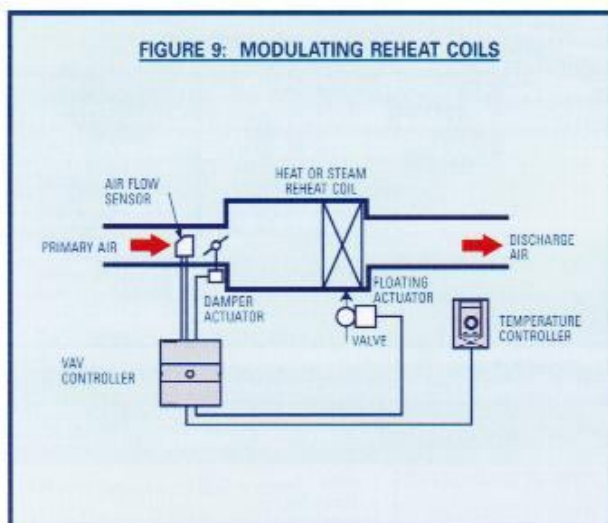 FIGURE 9: MODULATING REHEAT COILS
AIR FLOW
SENSOR
HEAT OR STEAM
REHEAT COIL
PRIMARY AIR
DISCHARGE
AIR
DAMPER
ACTUATOR
FLOATING
ACTUATOR
VALVE
TEMPERATURE
CONTROLLER
VAV
CONTROLLER